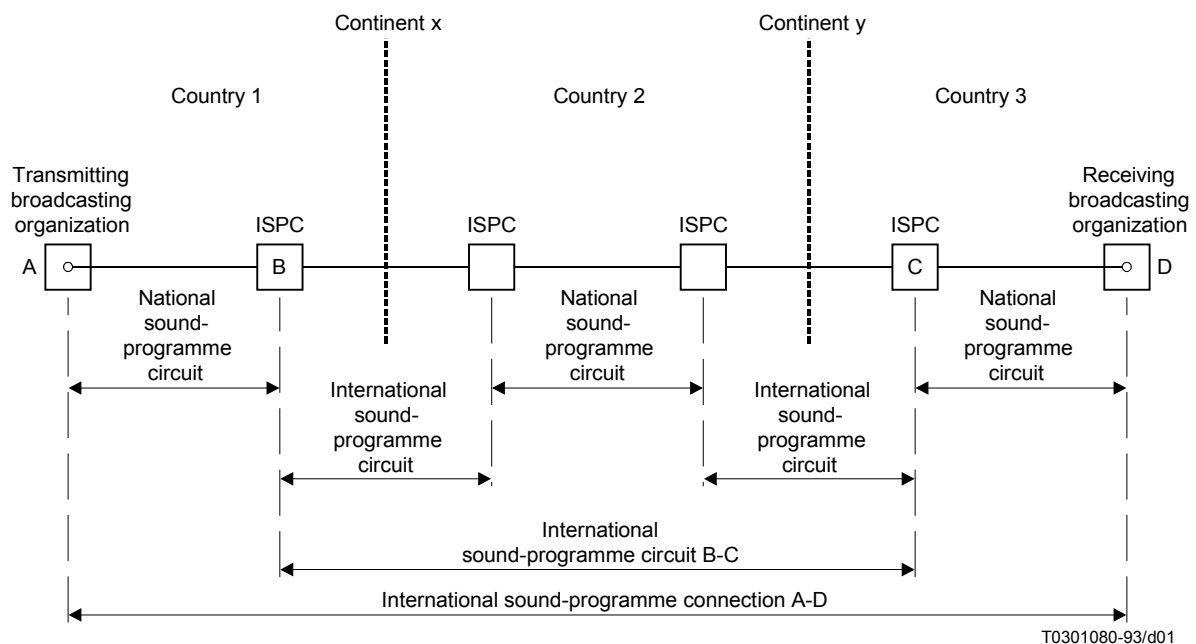 Continent x
Continent y
Country 1
Country 2
Country 3
Transmitting
broadcasting
organization
Receiving
broadcasting
organization
ISPC
ISPC
ISPC
ISPC
A
B
C
D
National
sound-
programme
circuit
National
sound-
programme
circuit
National
sound-
programme
circuit
International
sound-
programme
circuit
International
sound-
programme
circuit
International
sound-programme circuit B-C
International sound-programme connection A-D
T0301080-93/d01